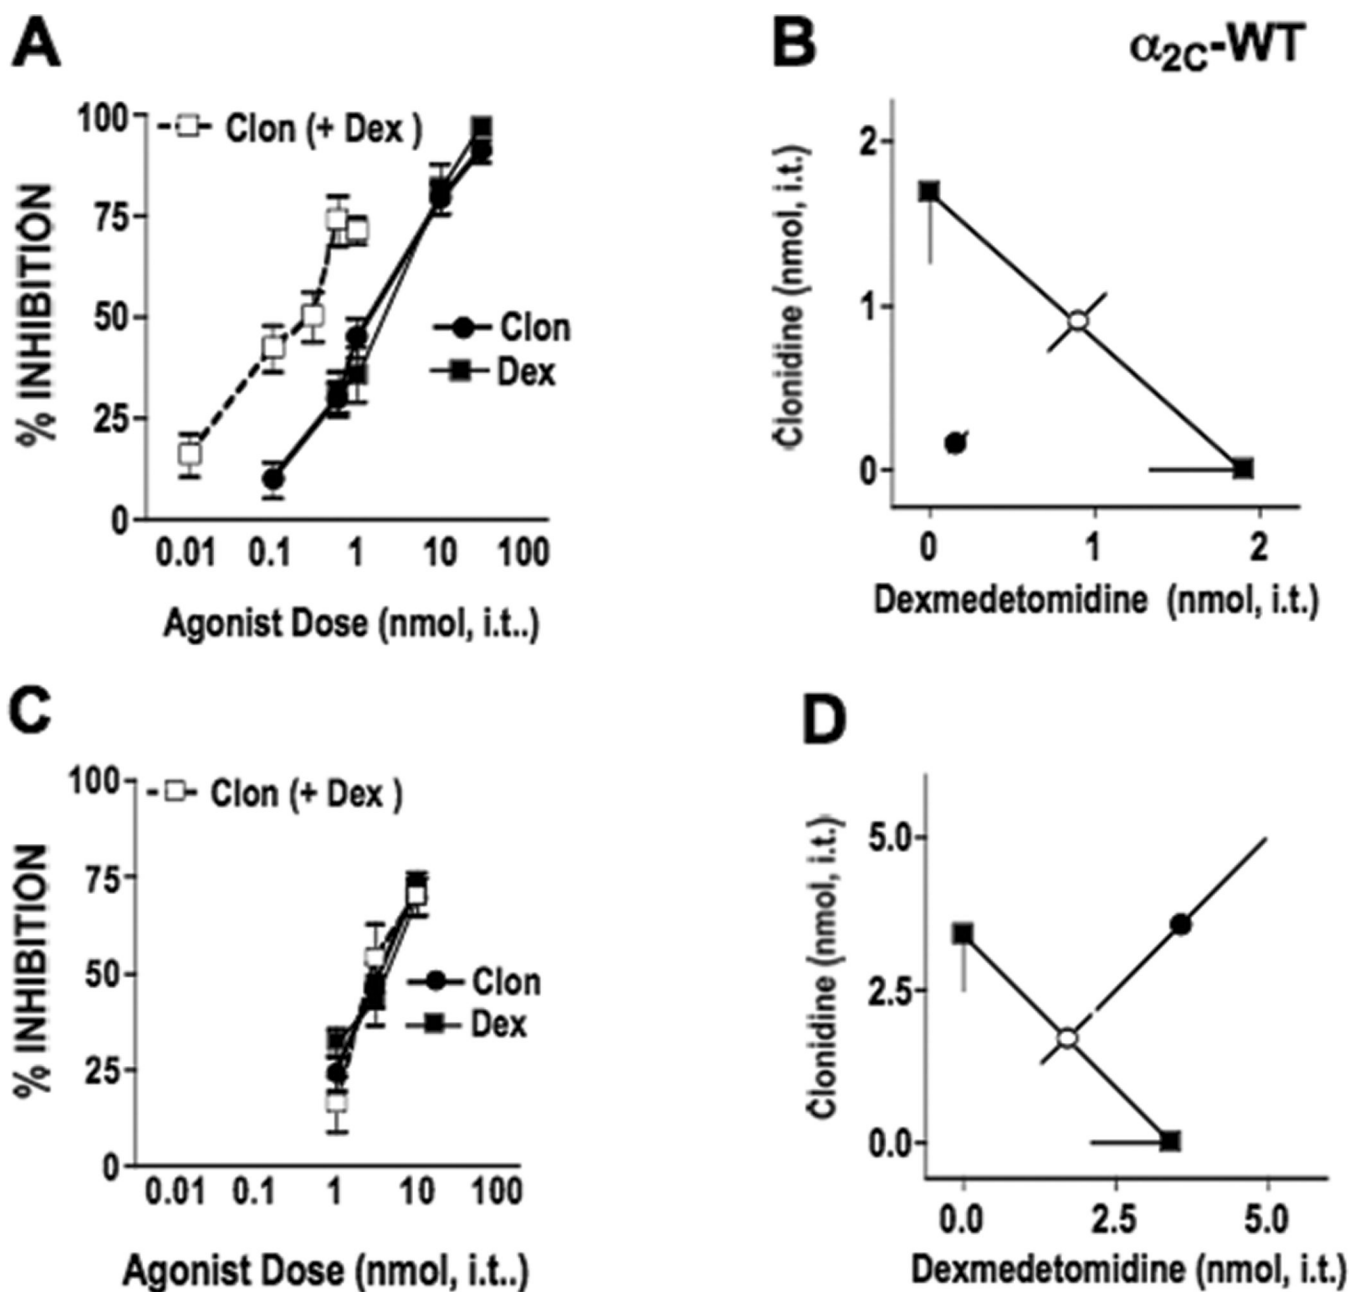 A
100
Clon (+ Dex )
75
50
25
0
Clon
Dex
% INHIBITION
0.01 0.1 1 10 100
Agonist Dose (nmol, i.t..)
B
α2C-WT
2
1
0
Clonidine (nmol, i.t.)
0 1 2
Dexmedetomidine (nmol, i.t.)
C
100
Clon (+ Dex )
75
50
25
0
Clon
Dex
% INHIBITION
0.01 0.1 1 10 100
Agonist Dose (nmol, i.t..)
D
5.0
2.5
0.0
Clonidine (nmol, i.t.)
0.0 2.5 5.0
Dexmedetomidine (nmol, i.t.)